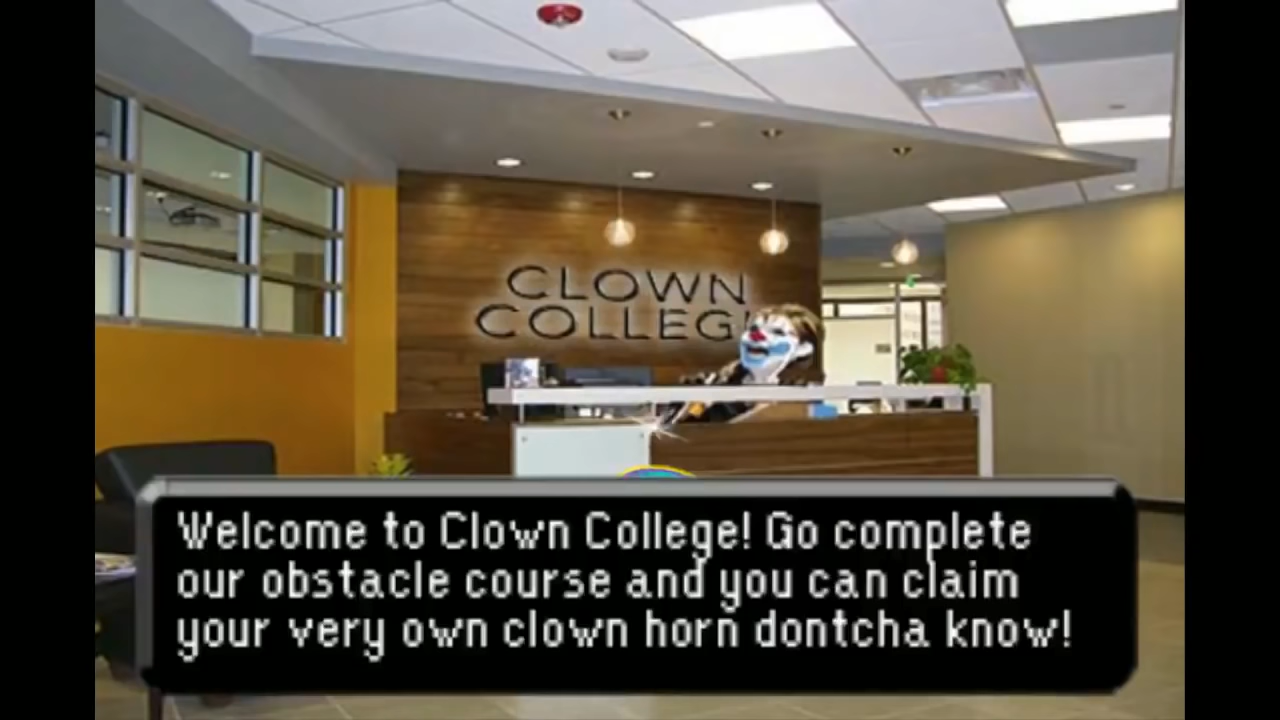 CLOWN
COLLEG
Welcome to Clown College! Go complete
our obstacle course and you can claim
your very own clown horn dontcha know!